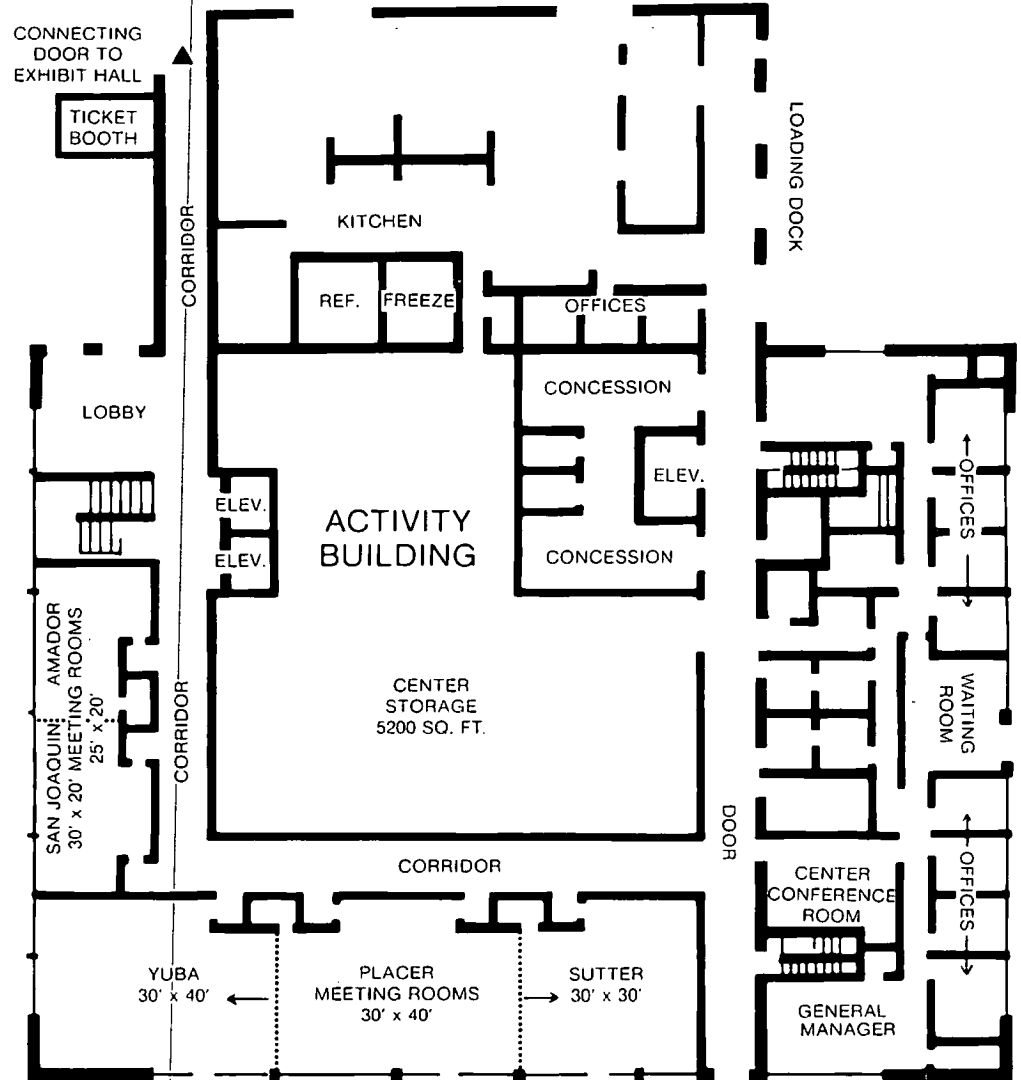 CONNECTING
DOOR TO
EXHIBIT HALL
TICKET
BOOTH
CORRIDOR
LOADING DOCK
KITCHEN
REF.
FREEZE
OFFICES
LOBBY
CONCESSION
ELEV.
ELEV.
ELEV.
ACTIVITY
BUILDING
CONCESSION
OFFICES
AMADOR
SAN JOAQUIN
30' x 20' MEETING ROOMS
25' x 20'
CORRIDOR
CENTER
STORAGE
5200 SQ. FT.
WAITING
ROOM
DOOR
CORRIDOR
CENTER
CONFERENCE
ROOM
OFFICES
YUBA
30' x 40'
PLACER
MEETING ROOMS
30' x 40'
SUTTER
30' x 30'
GENERAL
MANAGER